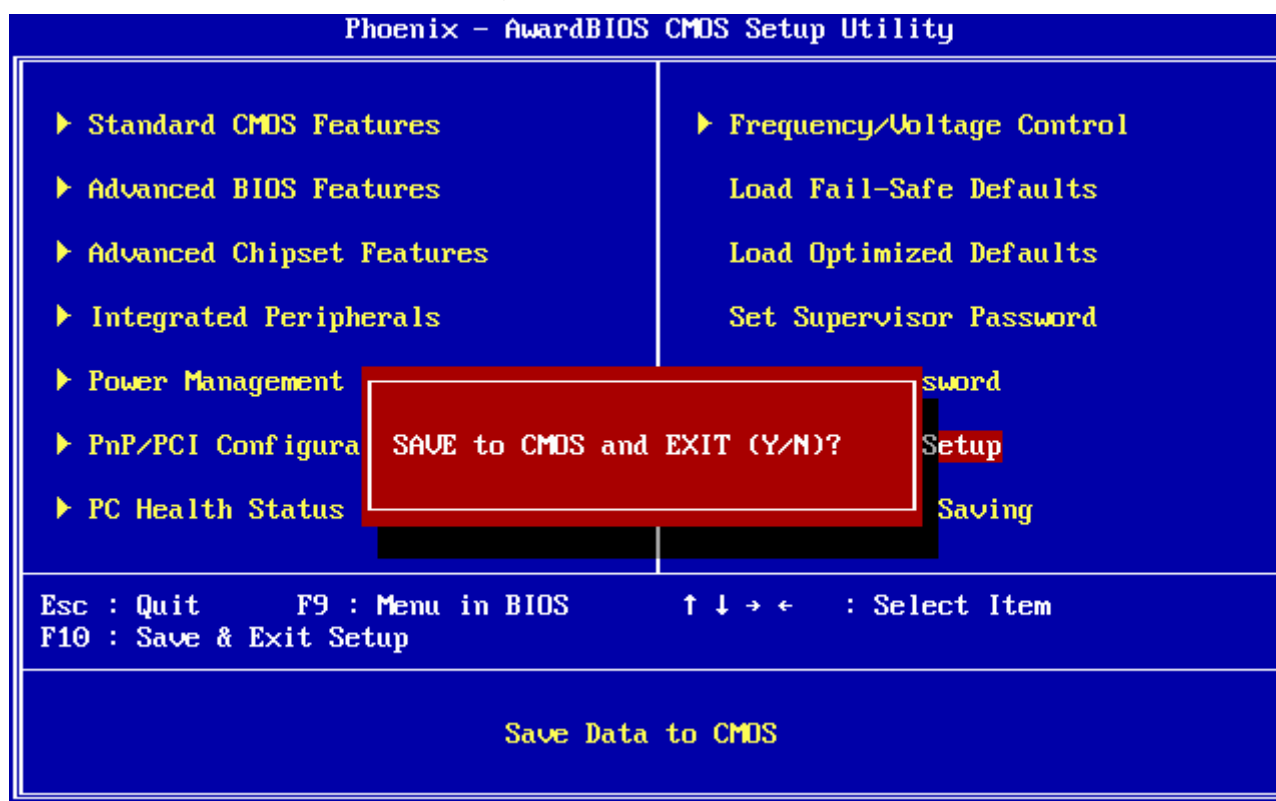 Phoenix - AwardBIOS CMOS Setup Utility
Standard CMOS Features
Advanced BIOS Features
Advanced Chipset Features
Integrated Peripherals
Power Management
PnP/PCI Configura
PC Health Status
Frequency/Voltage Control
Load Fail-Safe Defaults
Load Optimized Defaults
Set Supervisor Password
sword
Setup
Saving
SAVE to CMOS and EXIT (Y/N)?
Esc : Quit F9 : Menu in BIOS ↑ ↓ → ← : Select Item
F10 : Save & Exit Setup
Save Data to CMOS